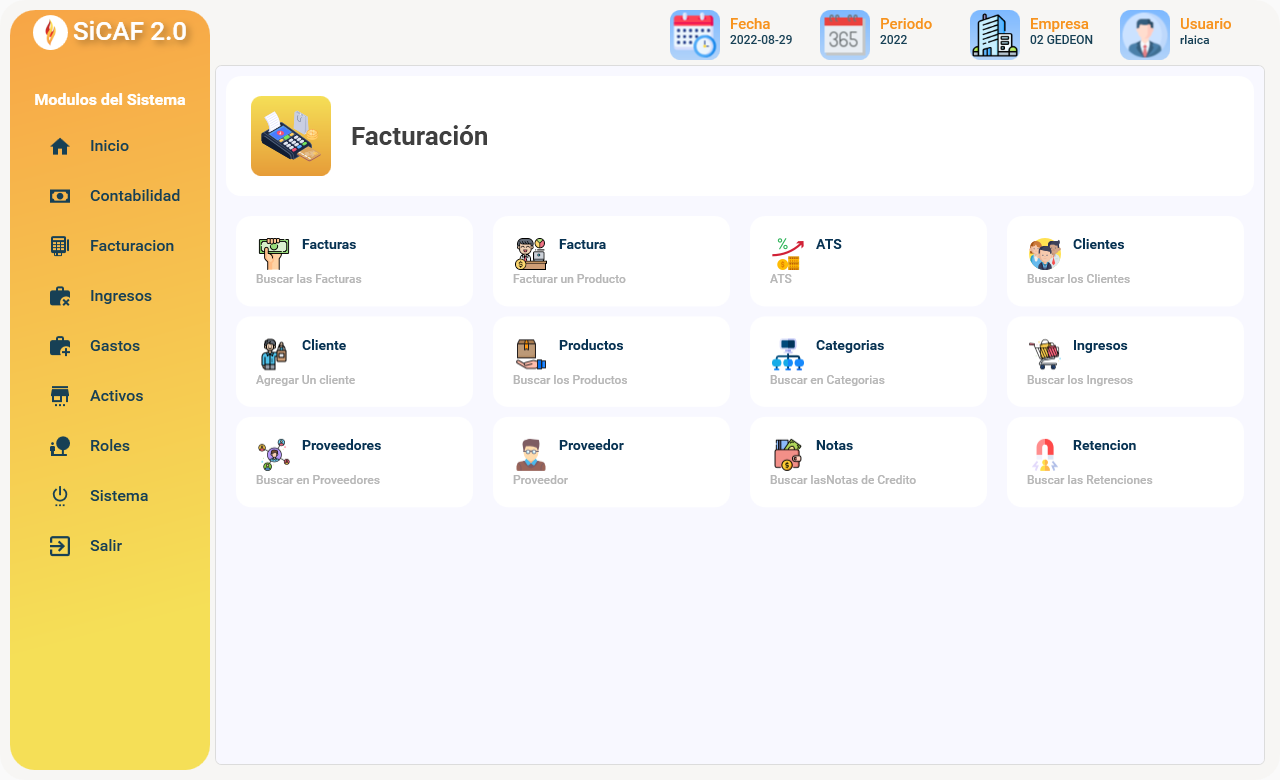 SiCAF 2.0
Modulos del Sistema
Inicio
Contabilidad
Facturacion
Ingresos
Gastos
Activos
Roles
Sistema
Salir
Fecha
2022-08-29
365
Periodo
2022
Empresa
02 GEDEON
Usuario
rlaica
Facturación
Facturas
Buscar las Facturas
Factura
Facturar un Producto
%
ATS
ATS
Clientes
Buscar los Clientes
Cliente
Agregar Un cliente
Productos
Buscar los Productos
Categorias
Buscar en Categorias
Ingresos
Buscar los Ingresos
Proveedores
Buscar en Proveedores
Proveedor
Proveedor
Notas
Buscar lasNotas de Credito
Retencion
Buscar las Retenciones